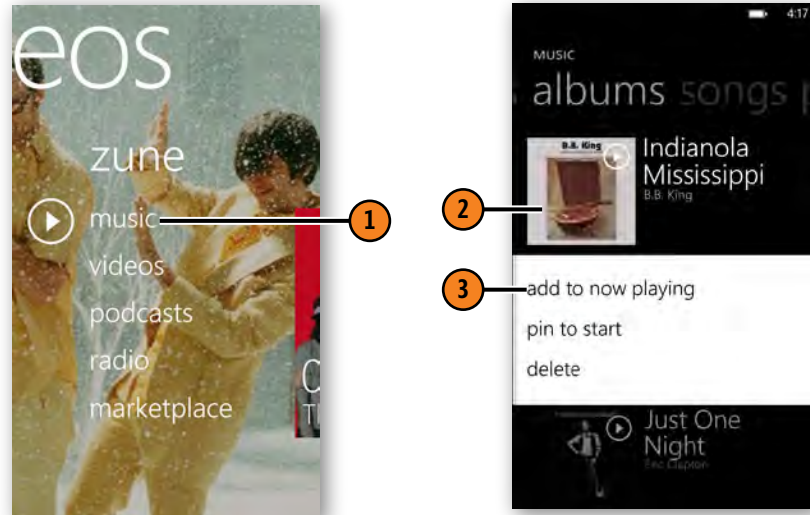 eos
zune
music
videos
podcasts
radio
marketplace
1
4:17
MUSIC
albums songs
B.B. King
Indianola
Mississippi
B.B. King
2
3
add to now playing
pin to start
delete
Just One
Night
Eric Clapton